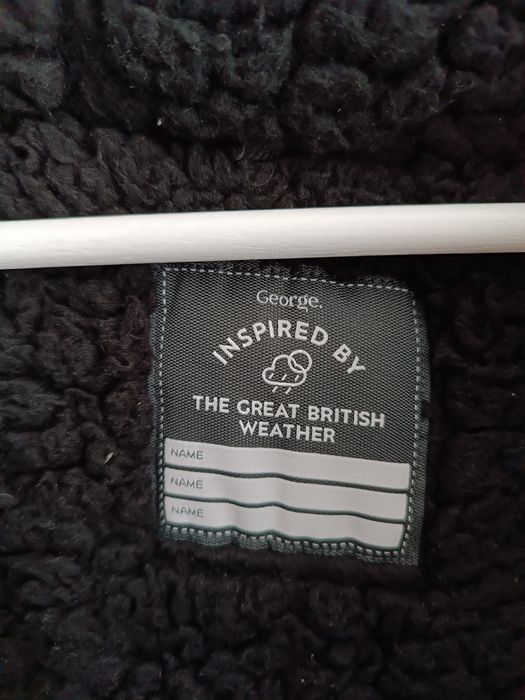 George.
INSPIRED BY
THE GREAT BRITISH
WEATHER
NAME
NAME
NAME